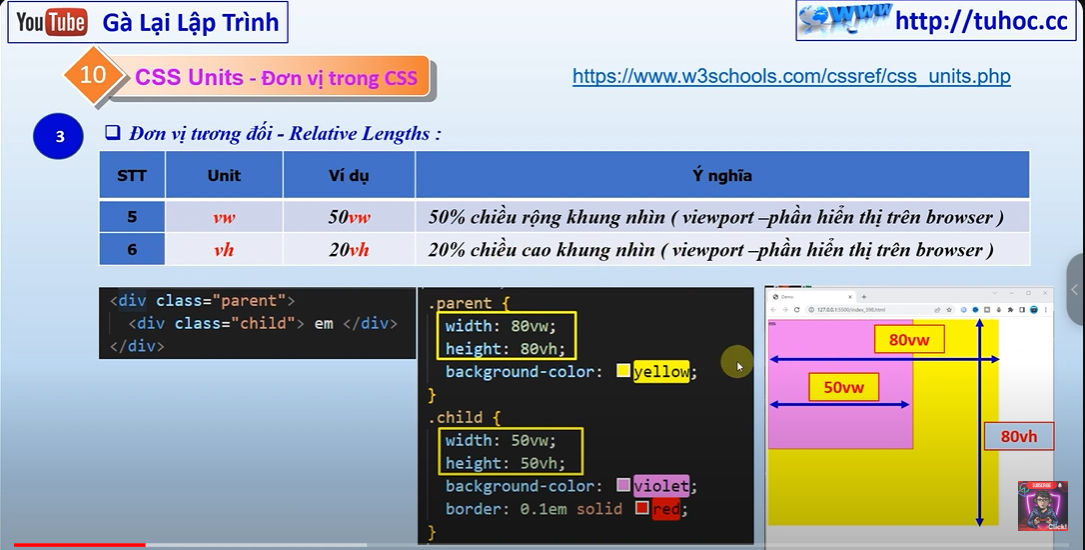 YouTube Gà Lại Lập Trình
WWW http://tuhoc.cc
10 CSS Units - Đơn vị trong CSS
https://www.w3schools.com/cssref/css_units.php
3 Đơn vị tương đối - Relative Lengths :
STT Unit Ví dụ Ý nghĩa
5 vw 50vw 50% chiều rộng khung nhìn ( viewport –phần hiển thị trên browser )
6 vh 20vh 20% chiều cao khung nhìn ( viewport –phần hiển thị trên browser )
<div class="parent">
<div class="child"> em </div>
</div>
.parent {
width: 80vw;
height: 80vh;
background-color: yellow;
}
.child {
width: 50vw;
height: 50vh;
background-color: violet;
border: 0.1em solid red;
}
Demo
80vw
50vw
80vh
SUBSCRIBE
Click!